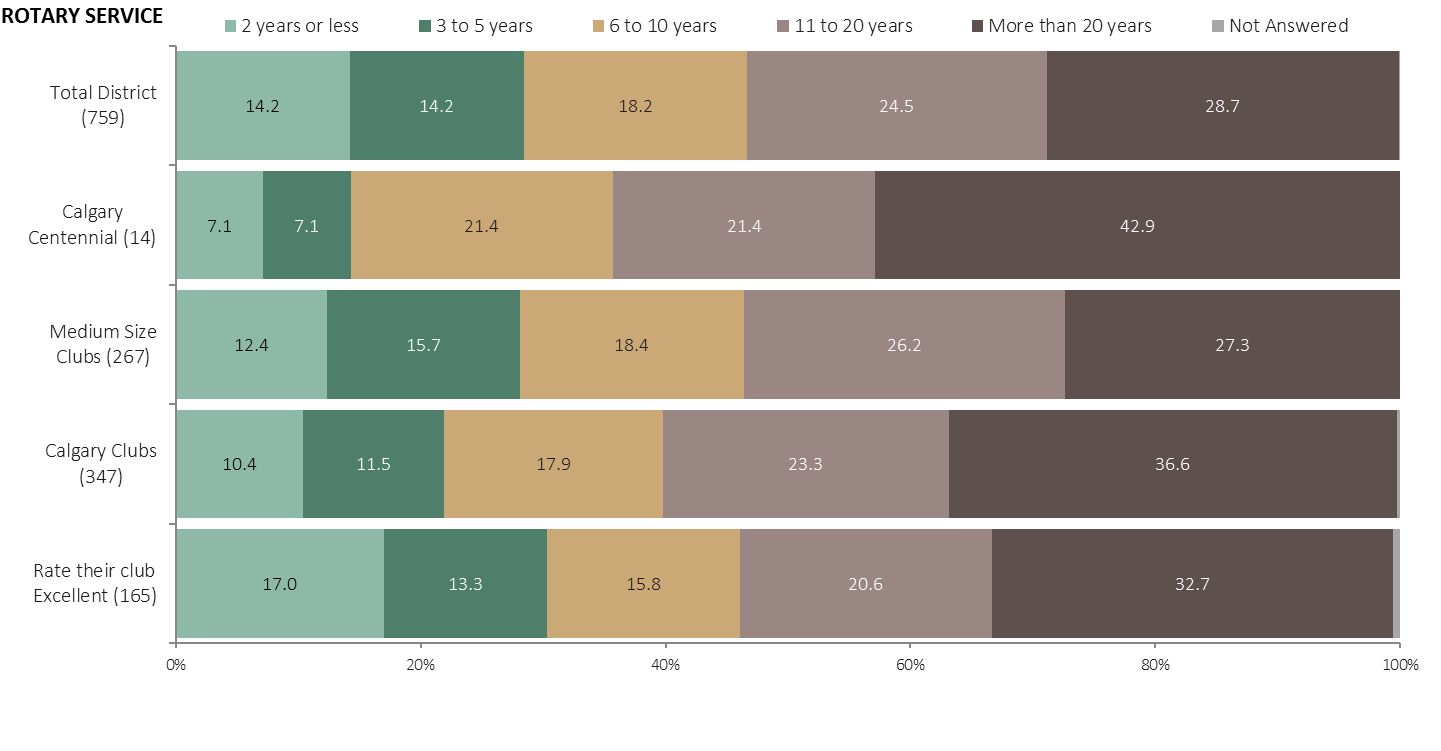 ROTARY SERVICE
2 years or less 3 to 5 years 6 to 10 years 11 to 20 years More than 20 years Not Answered
Total District
(759)
14.2 14.2 18.2 24.5 28.7
Calgary
Centennial (14)
7.1 7.1 21.4 21.4 42.9
Medium Size
Clubs (267)
12.4 15.7 18.4 26.2 27.3
Calgary Clubs
(347)
10.4 11.5 17.9 23.3 36.6
Rate their club
Excellent (165)
17.0 13.3 15.8 20.6 32.7
0% 20% 40% 60% 80% 100%